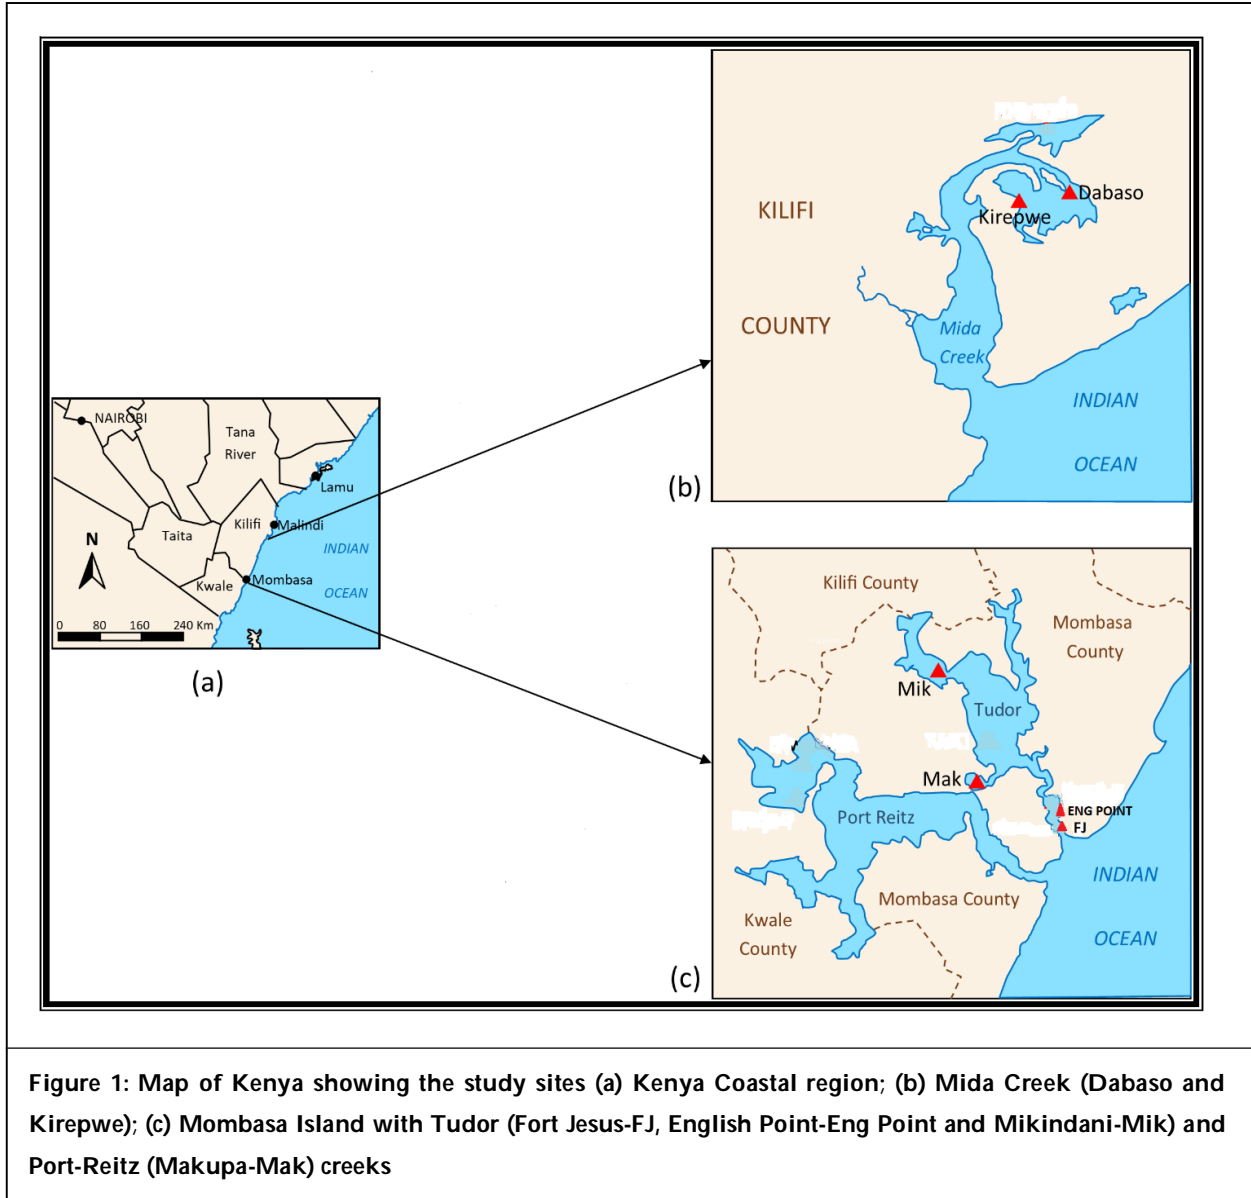 NAIROBI
Tana
River
Lamu
Kilifi
Malindi
Taita
INDIAN
OCEAN
N
Kwale
Mombasa
0 80 160 240 Km
(a)
KILIFI
COUNTY
Dabaso
Kirepwe
Mida
Creek
INDIAN
OCEAN
(b)
Kilifi County
Mombasa
County
Mik
Tudor
Mak
Port Reitz
ENG POINT
FJ
INDIAN
OCEAN
Mombasa County
Kwale
County
(c)
Figure 1: Map of Kenya showing the study sites (a) Kenya Coastal region; (b) Mida Creek (Dabaso and
Kirepwe); (c) Mombasa Island with Tudor (Fort Jesus-FJ, English Point-Eng Point and Mikindani-Mik) and
Port-Reitz (Makupa-Mak) creeks